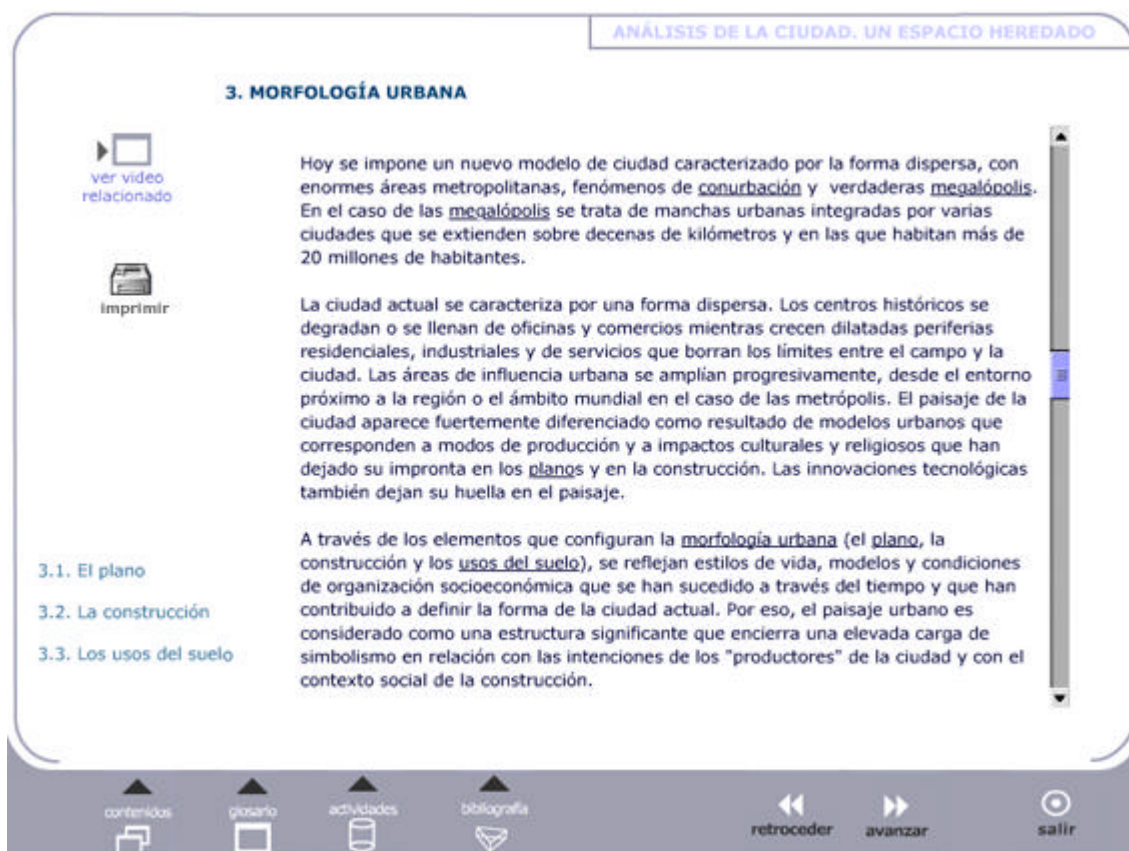 ANÁLISIS DE LA CIUDAD. UN ESPACIO HEREDADO
3. MORFOLOGÍA URBANA
ver video
relacionado
imprimir
Hoy se impone un nuevo modelo de ciudad caracterizado por la forma dispersa, con
enormes áreas metropolitanas, fenómenos de conurbación y verdaderas megalópolis.
En el caso de las megalópolis se trata de manchas urbanas integradas por varias
ciudades que se extienden sobre decenas de kilómetros y en las que habitan más de
20 millones de habitantes.
La ciudad actual se caracteriza por una forma dispersa. Los centros históricos se
degradan o se llenan de oficinas y comercios mientras crecen dilatadas periferias
residenciales, industriales y de servicios que borran los límites entre el campo y la
ciudad. Las áreas de influencia urbana se amplían progresivamente, desde el entorno
próximo a la región o el ámbito mundial en el caso de las metrópolis. El paisaje de la
ciudad aparece fuertemente diferenciado como resultado de modelos urbanos que
corresponden a modos de producción y a impactos culturales y religiosos que han
dejado su impronta en los planos y en la construcción. Las innovaciones tecnológicas
también dejan su huella en el paisaje.
A través de los elementos que configuran la morfología urbana (el plano, la
construcción y los usos del suelo), se reflejan estilos de vida, modelos y condiciones
de organización socioeconómica que se han sucedido a través del tiempo y que han
contribuido a definir la forma de la ciudad actual. Por eso, el paisaje urbano es
considerado como una estructura significante que encierra una elevada carga de
simbolismo en relación con las intenciones de los "productores" de la ciudad y con el
contexto social de la construcción.
3.1. El plano
3.2. La construcción
3.3. Los usos del suelo
contenidos
glosario
actividades
bibliografía
retroceder
avanzar
salir